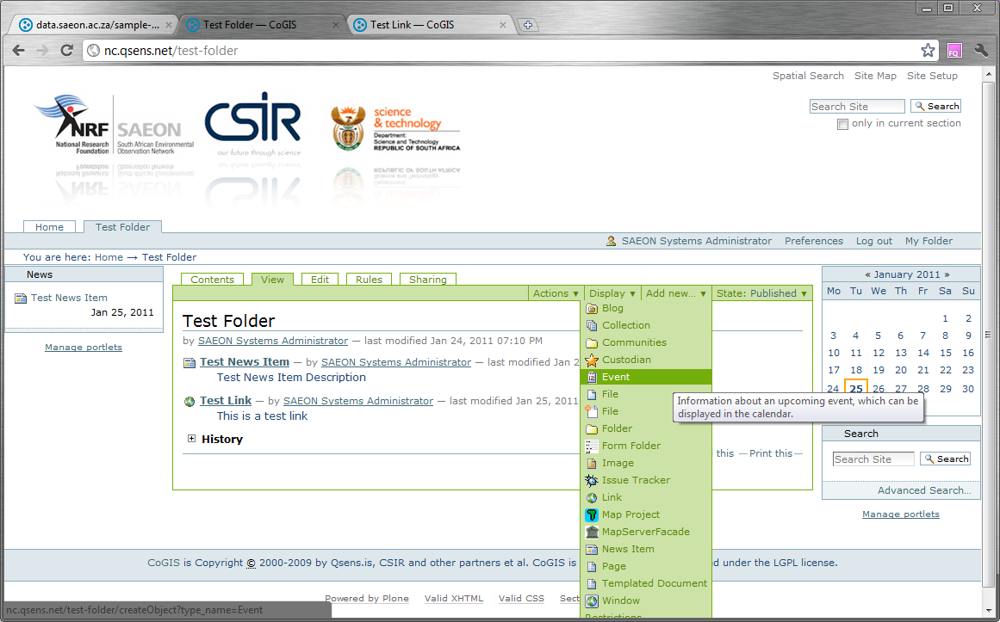 data.saeon.ac.za/sample-...
Test Folder — CoGIS
Test Link — CoGIS
nc.qsens.net/test-folder
FQ
Spatial Search Site Map Site Setup
Search Site Search
only in current section
NRF
National Research
Foundation
SAEON
South African Environmental
Observation Network
CSIR
our future through science
science
& technology
Department:
Science and Technology
REPUBLIC OF SOUTH AFRICA
Home Test Folder
SAEON Systems Administrator Preferences Log out My Folder
You are here: Home → Test Folder
News
Test News Item
Jan 25, 2011
Manage portlets
Contents View Edit Rules Sharing
Actions ▼ Display ▼ Add new... ▼ State: Published ▼
Test Folder
by SAEON Systems Administrator — last modified Jan 24, 2011 07:10 PM
Test News Item — by SAEON Systems Administrator — last modified Jan 2
Test News Item Description
Test Link — by SAEON Systems Administrator — last modified Jan 25, 2011
This is a test link
History
this — Print this —
Blog
Collection
Communities
Custodian
Event
File
File
Folder
Form Folder
Image
Issue Tracker
Link
Map Project
MapServerFacade
News Item
Page
Templated Document
Window
Restrictions
Information about an upcoming event, which can be
displayed in the calendar.
« January 2011 »
Mo Tu We Th Fr Sa Su
1 2
3 4 5 6 7 8 9
10 11 12 13 14 15 16
17 18 19 20 21 22 23
24 25 26 27 28 29 30
Search
Search Site Search
Advanced Search...
Manage portlets
CoGIS is Copyright © 2000-2009 by Qsens.is, CSIR and other partners et al. CoGIS is d under the LGPL license.
Powered by Plone Valid XHTML Valid CSS Sect
nc.qsens.net/test-folder/createObject?type_name=Event